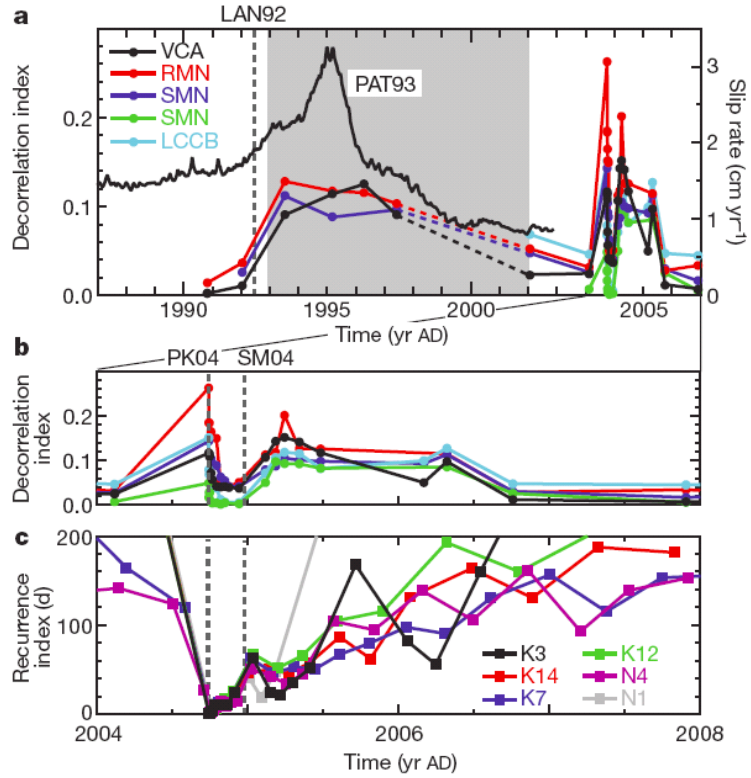 a
LAN92
VCA
RMN
SMN
SMN
LCCB
PAT93
Decorrelation index
0.2
0.1
0.0
Slip rate (cm yr⁻¹)
3
2
1
0
1990 1995 2000 2005
Time (yr AD)
b
PK04 SM04
Decorrelation
index
0.2
0.1
0.0
c
Recurrence
index (d)
200
100
0
K3 K12
K14 N4
K7 N1
2004 2006 2008
Time (yr AD)